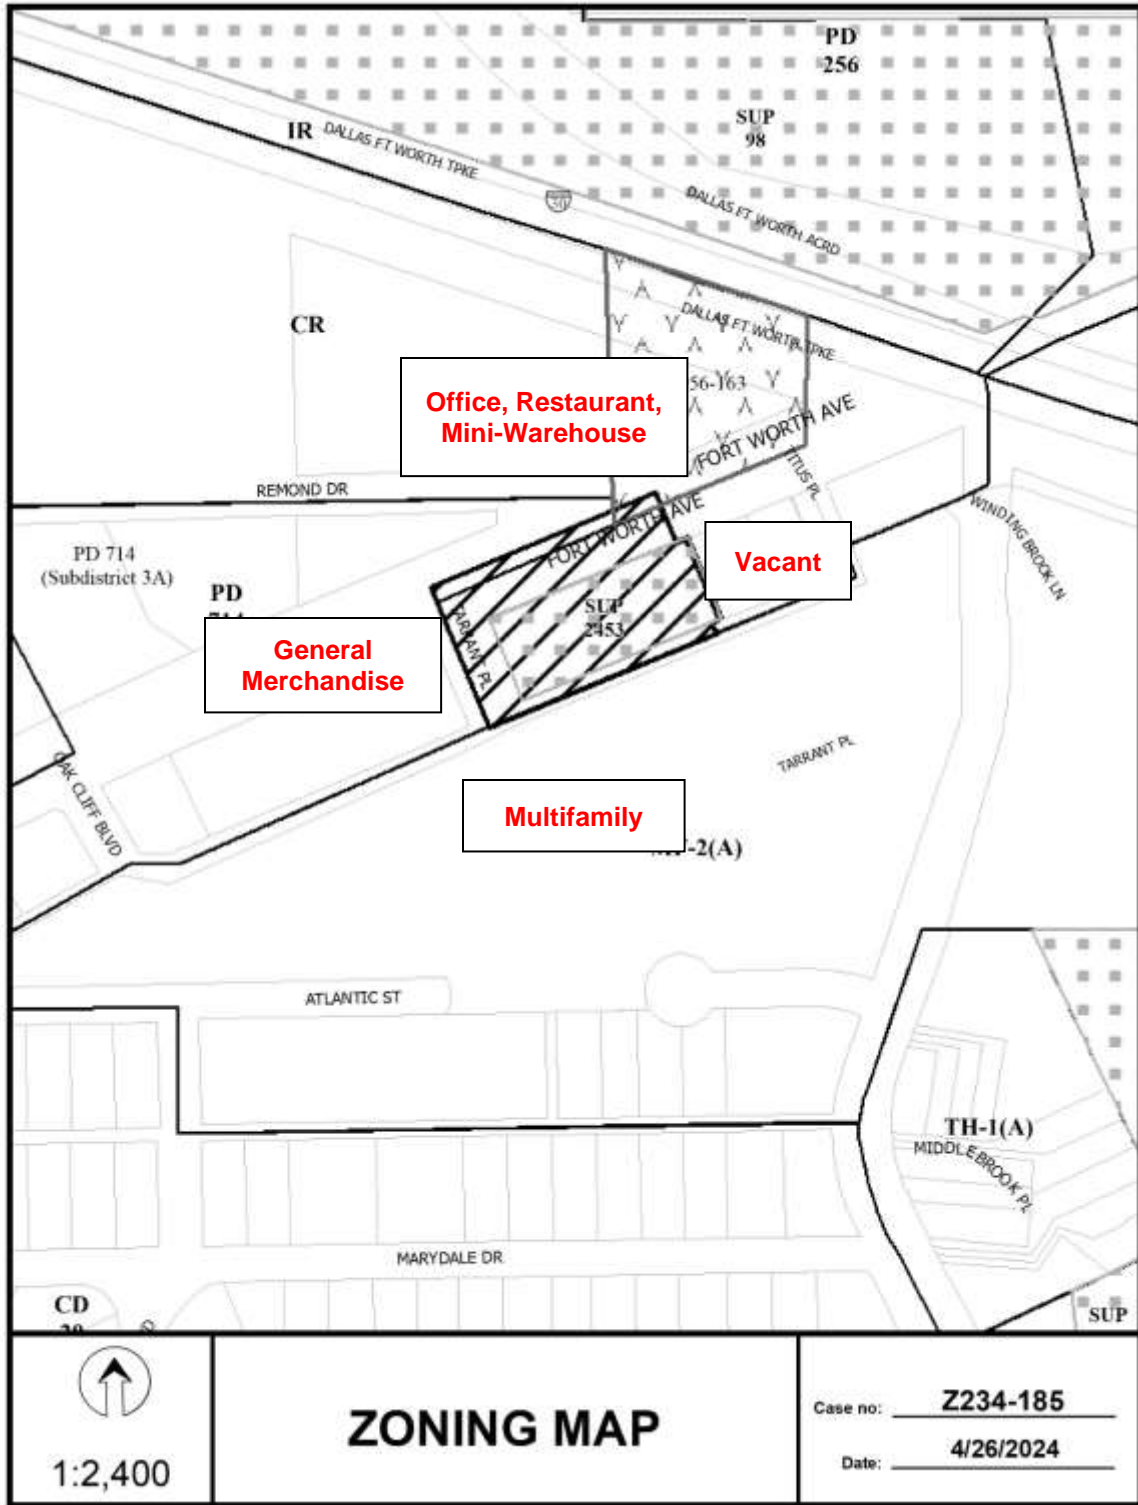 PD
256
SUP
98
IR
DALLAS FT WORTH TPKE
30
DALLAS FT WORTH ACRD
CR
DALLAS FT WORTH TPKE
56-163
Office, Restaurant,
Mini-Warehouse
FORT WORTH AVE
TITUS PL
REMOND DR
FORT WORTH AVE
WINDING BROOK LN
PD 714
(Subdistrict 3A)
Vacant
PD
SUP
2453
TARRANT PL
General
Merchandise
TARRANT PL
OAK CLIFF BLVD
Multifamily
-2(A)
ATLANTIC ST
TH-1(A)
MIDDLEBROOK PL
MARYDALE DR
CD
SUP
1:2,400
ZONING MAP
Case no: Z234-185
Date: 4/26/2024